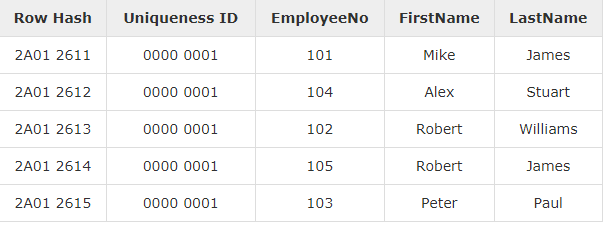 Row Hash Uniqueness ID EmployeeNo FirstName LastName
2A01 2611 0000 0001 101 Mike James
2A01 2612 0000 0001 104 Alex Stuart
2A01 2613 0000 0001 102 Robert Williams
2A01 2614 0000 0001 105 Robert James
2A01 2615 0000 0001 103 Peter Paul